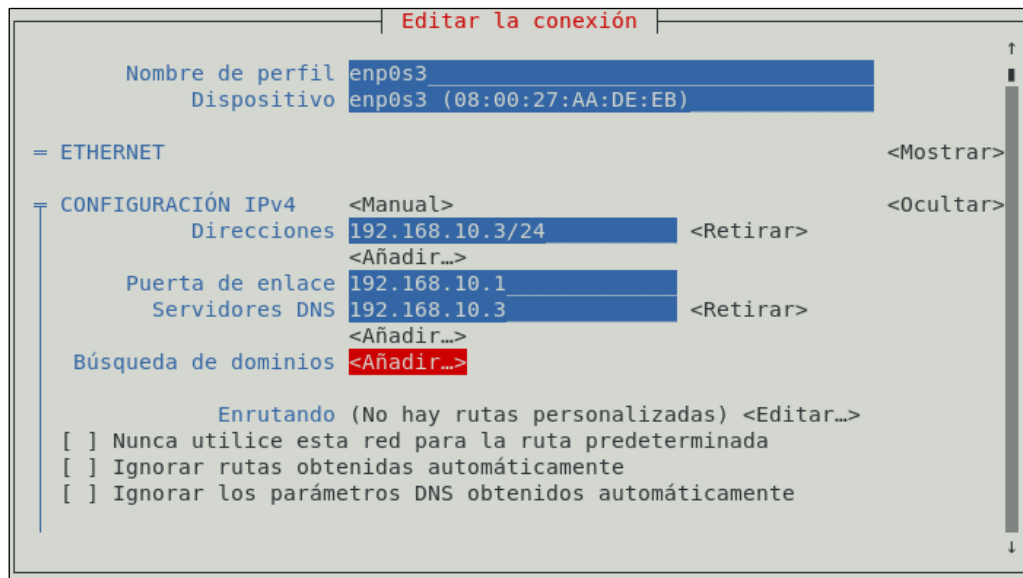 Editar la conexión
Nombre de perfil enp0s3
Dispositivo enp0s3 (08:00:27:AA:DE:EB)
= ETHERNET <Mostrar>
CONFIGURACIÓN IPv4 <Manual> <Ocultar>
Direcciones 192.168.10.3/24 <Retirar>
<Añadir…>
Puerta de enlace 192.168.10.1
Servidores DNS 192.168.10.3 <Retirar>
<Añadir…>
Búsqueda de dominios <Añadir…>
Enrutando (No hay rutas personalizadas) <Editar…>
[ ] Nunca utilice esta red para la ruta predeterminada
[ ] Ignorar rutas obtenidas automáticamente
[ ] Ignorar los parámetros DNS obtenidos automáticamente